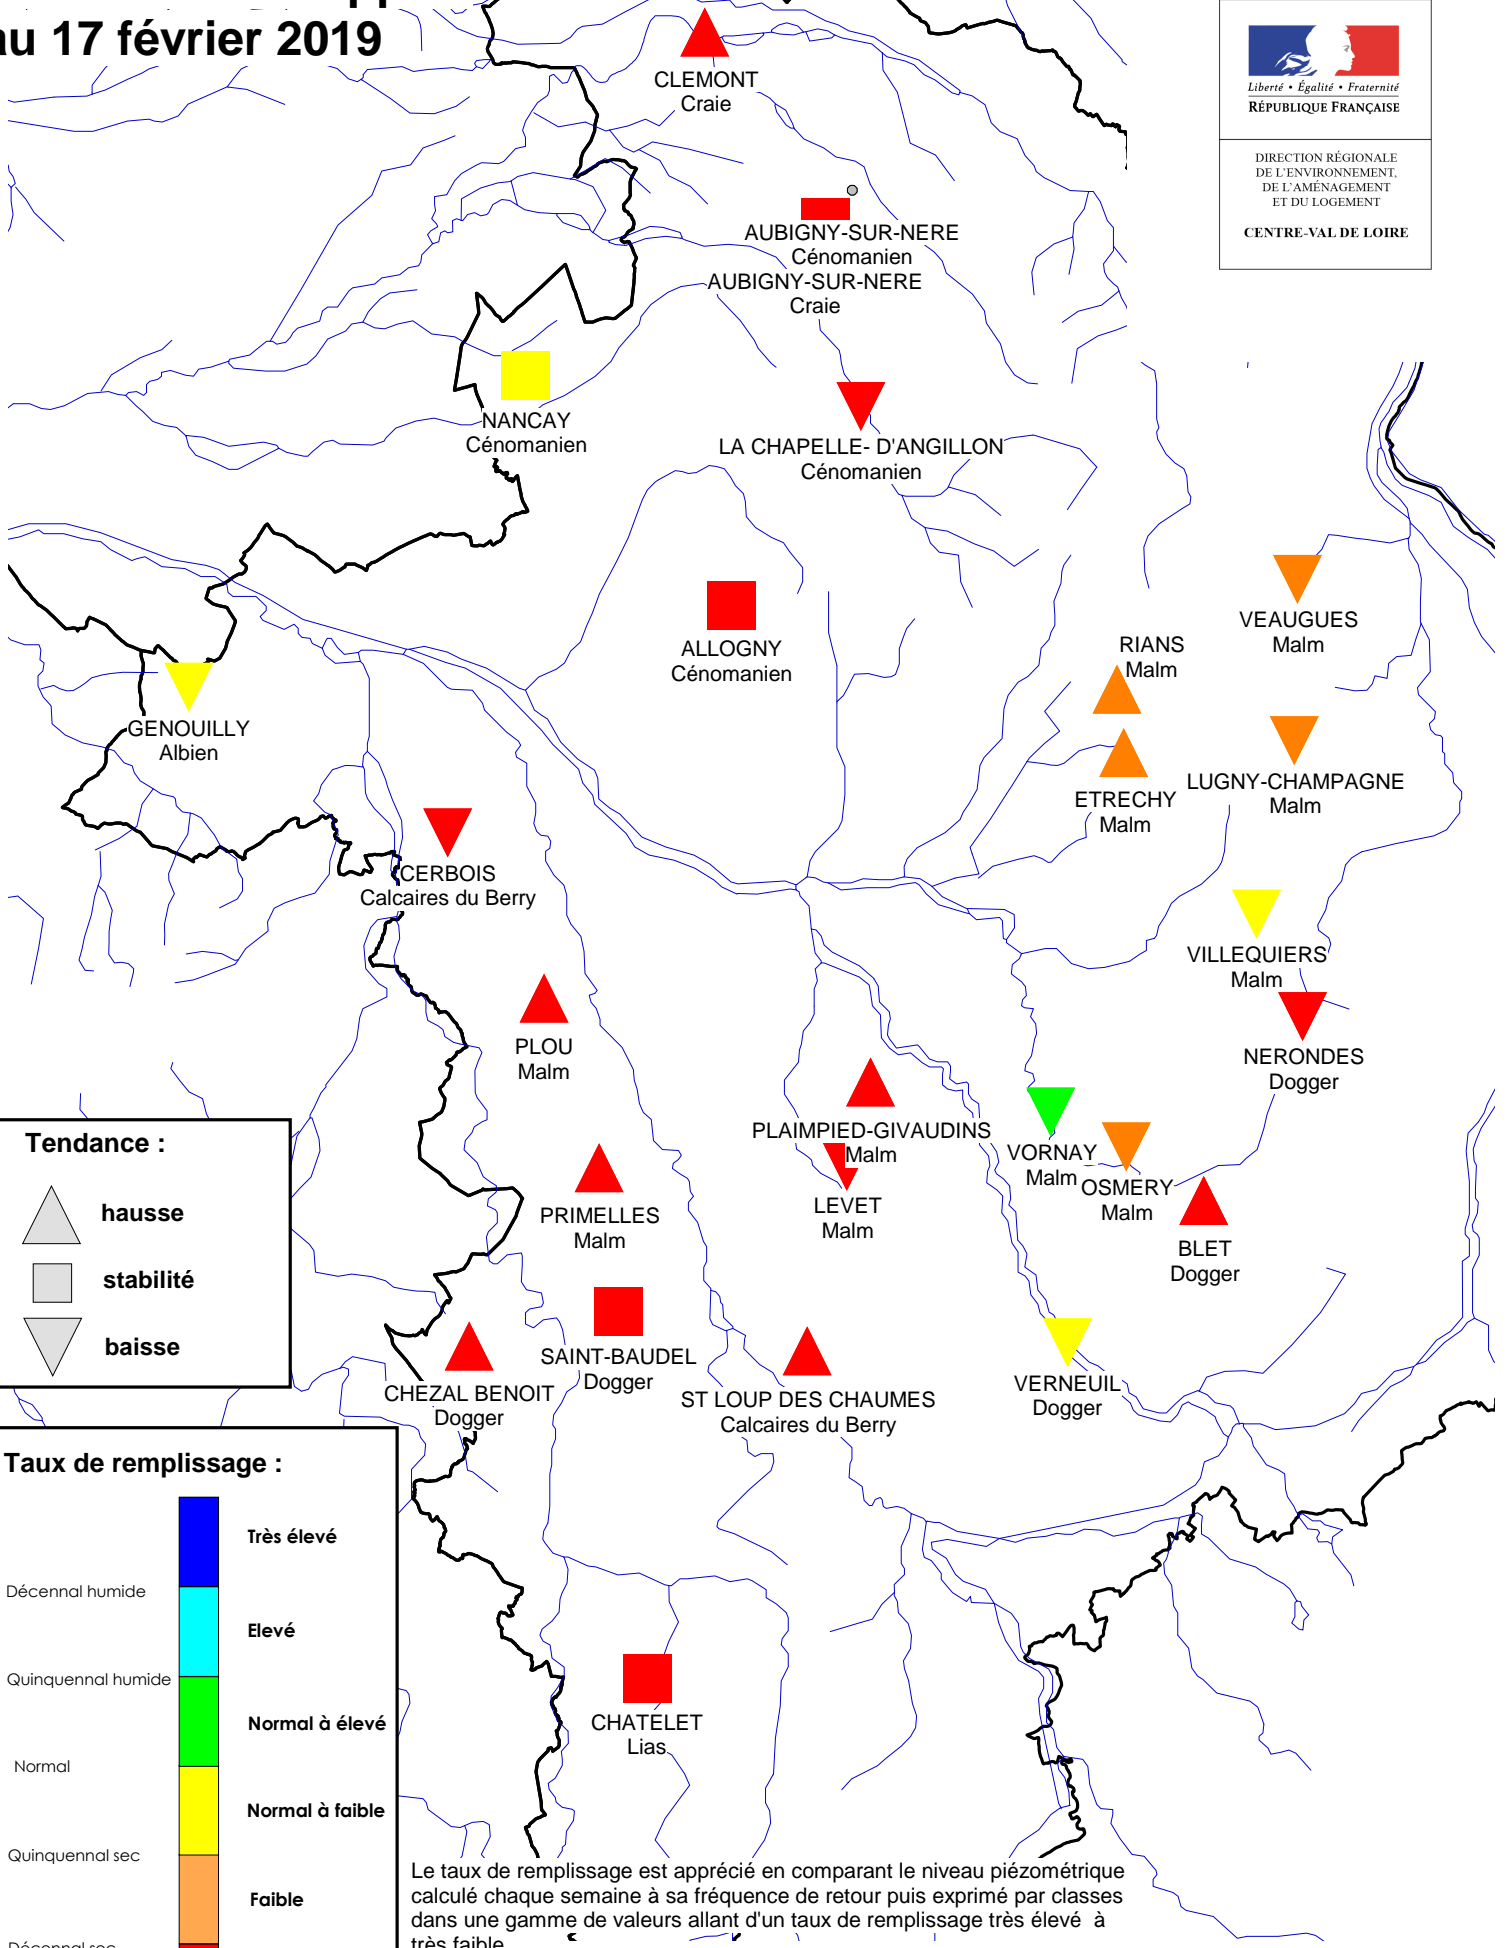 au 17 février 2019
Liberté • Égalité • Fraternité
RÉPUBLIQUE FRANÇAISE
DIRECTION RÉGIONALE
DE L'ENVIRONNEMENT,
DE L'AMÉNAGEMENT
ET DU LOGEMENT
CENTRE-VAL DE LOIRE
CLEMONT
Craie
AUBIGNY-SUR-NERE
Cénomanien
AUBIGNY-SUR-NERE
Craie
NANCAY
Cénomanien
LA CHAPELLE- D'ANGILLON
Cénomanien
VEAUGUES
Malm
ALLOGNY
Cénomanien
RIANS
Malm
GENOUILLY
Albien
LUGNY-CHAMPAGNE
Malm
ETRECHY
Malm
CERBOIS
Calcaires du Berry
VILLEQUIERS
Malm
PLOU
Malm
NERONDES
Dogger
PLAIMPIED-GIVAUDINS
Malm
VORNAY
Malm
OSMERY
Malm
LEVET
Malm
PRIMELLES
Malm
BLET
Dogger
Tendance :
hausse
stabilité
baisse
SAINT-BAUDEL
Dogger
CHEZAL BENOIT
Dogger
ST LOUP DES CHAUMES
Calcaires du Berry
VERNEUIL
Dogger
Taux de remplissage :
Très élevé
Décennal humide
Elevé
Quinquennal humide
Normal à élevé
Normal
Normal à faible
Quinquennal sec
Faible
Décennal sec
CHATELET
Lias
Le taux de remplissage est apprécié en comparant le niveau piézométrique
calculé chaque semaine à sa fréquence de retour puis exprimé par classes
dans une gamme de valeurs allant d'un taux de remplissage très élevé à
très faible